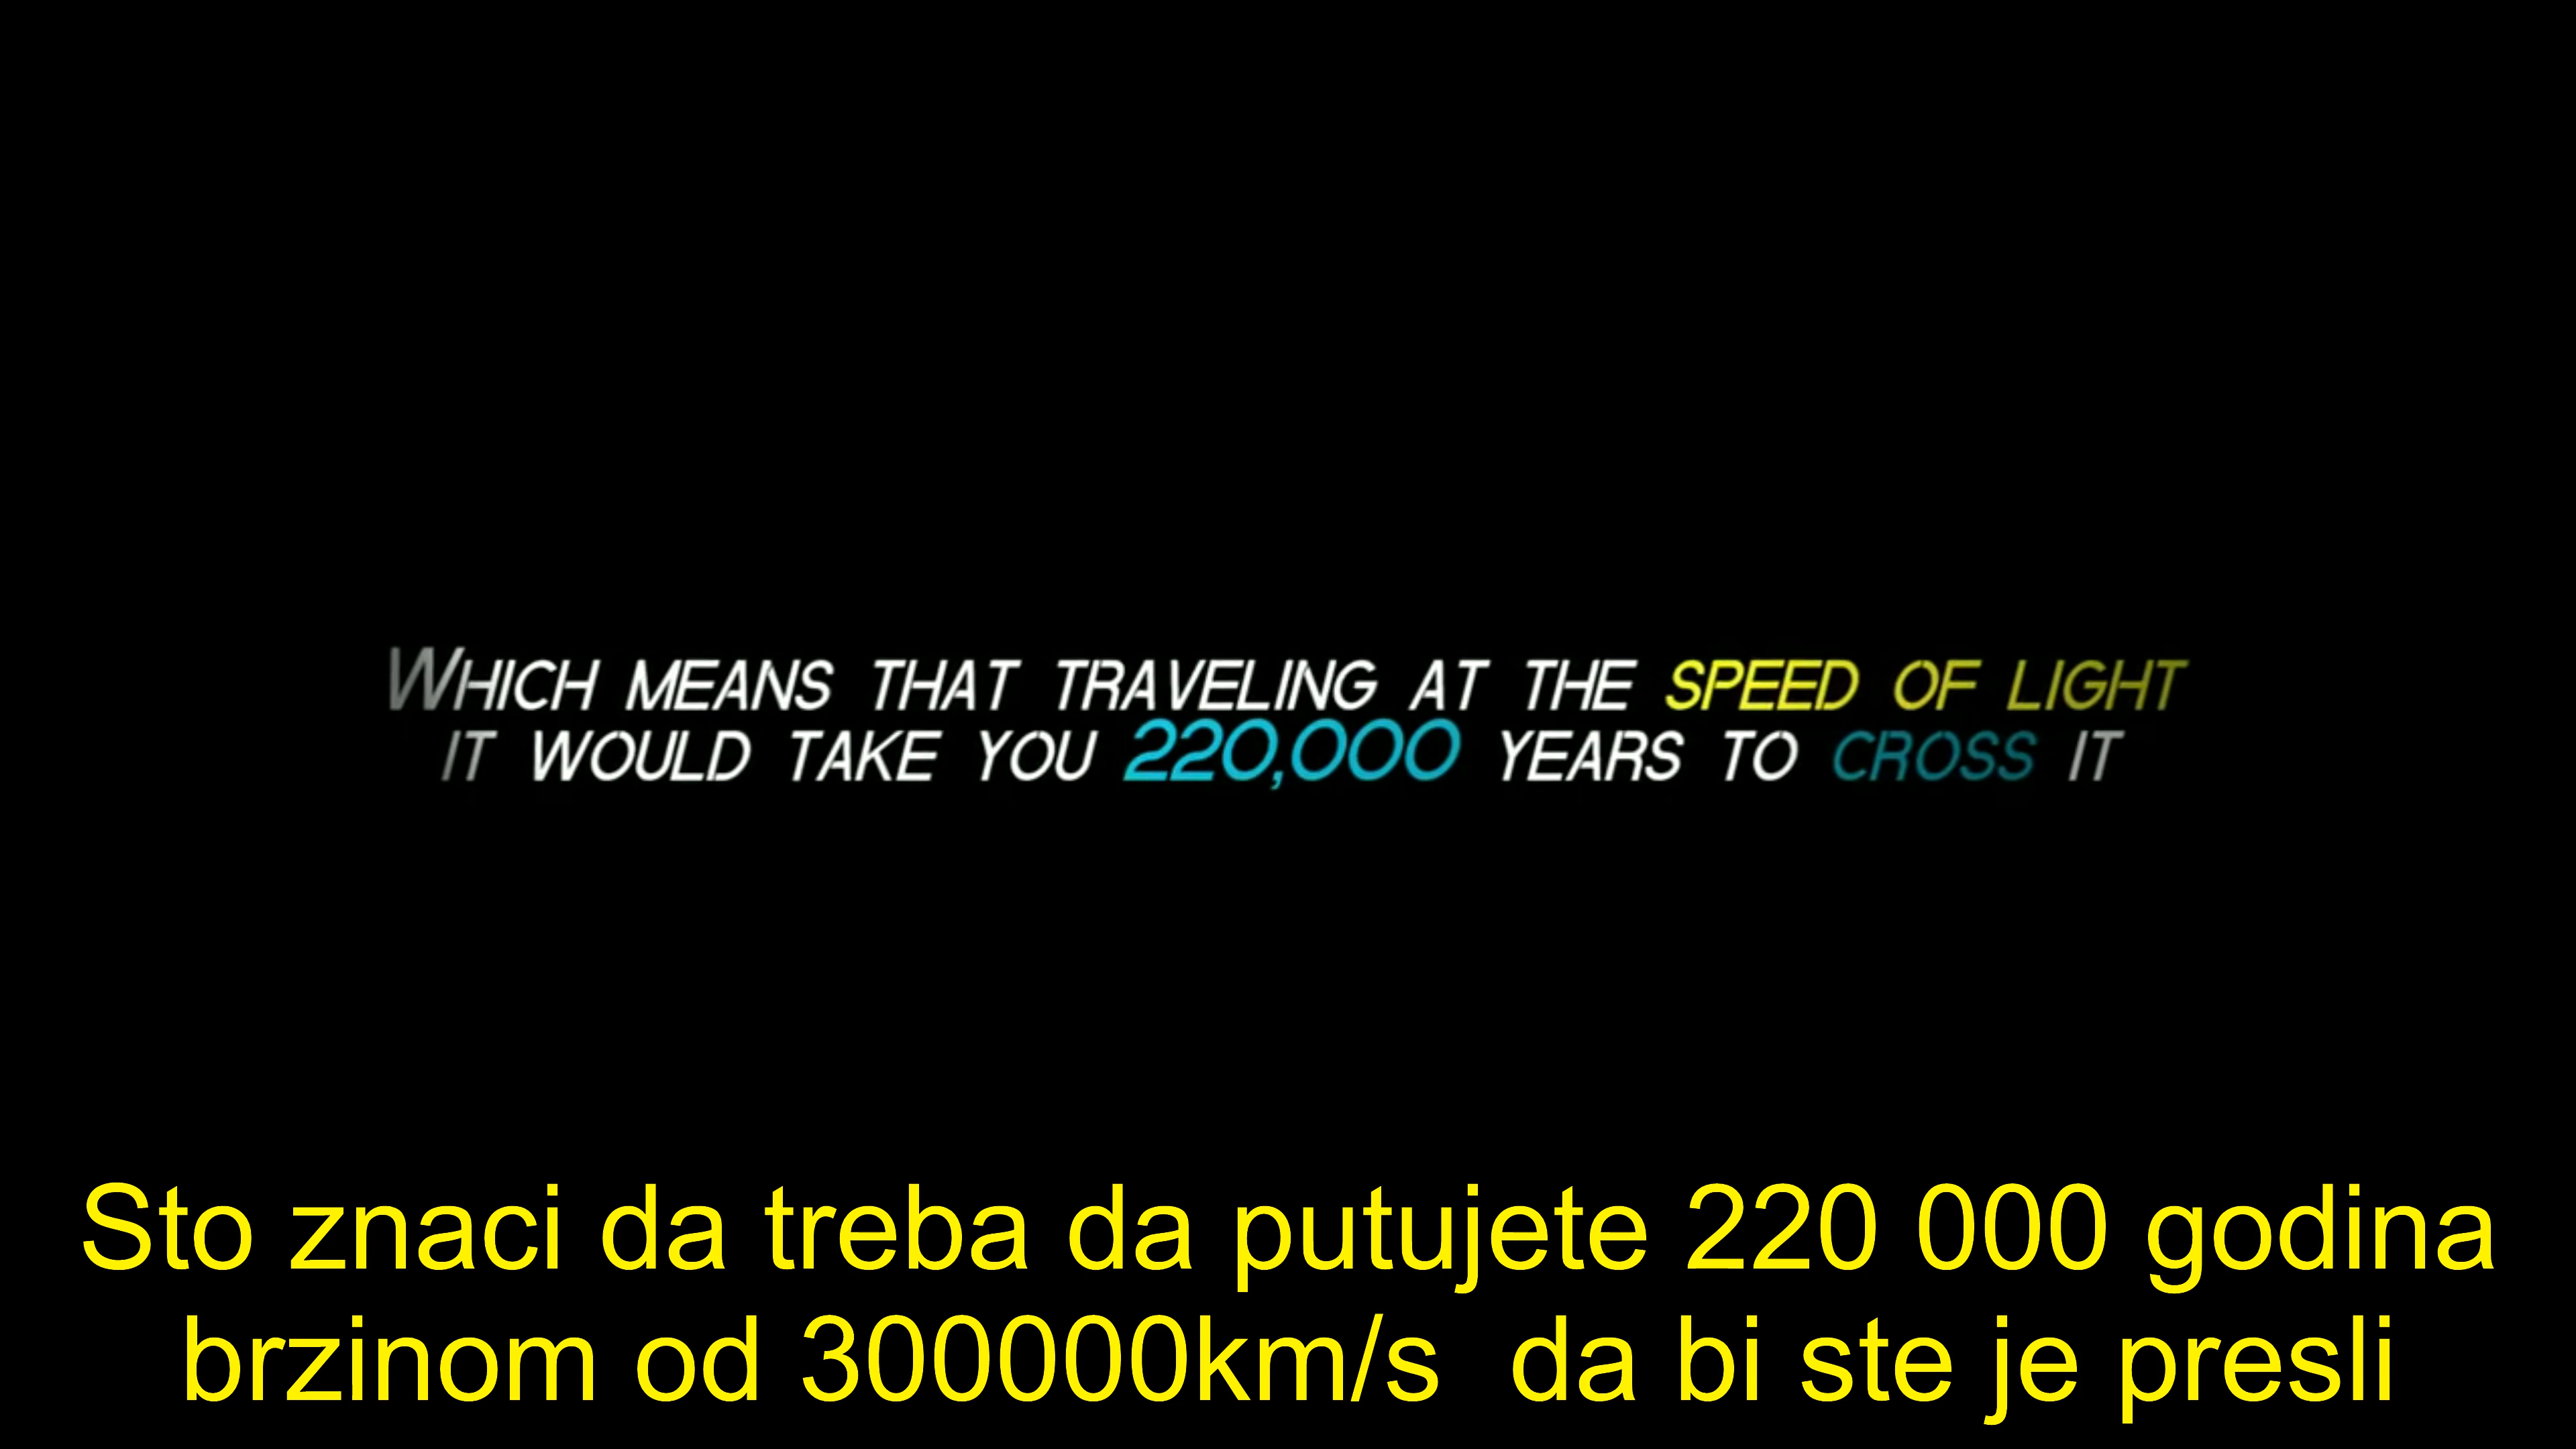 WHICH MEANS THAT TRAVELING AT THE SPEED OF LIGHT
IT WOULD TAKE YOU 220,000 YEARS TO CROSS IT
Sto znaci da treba da putujete 220 000 godina
brzinom od 300000km/s  da bi ste je presli